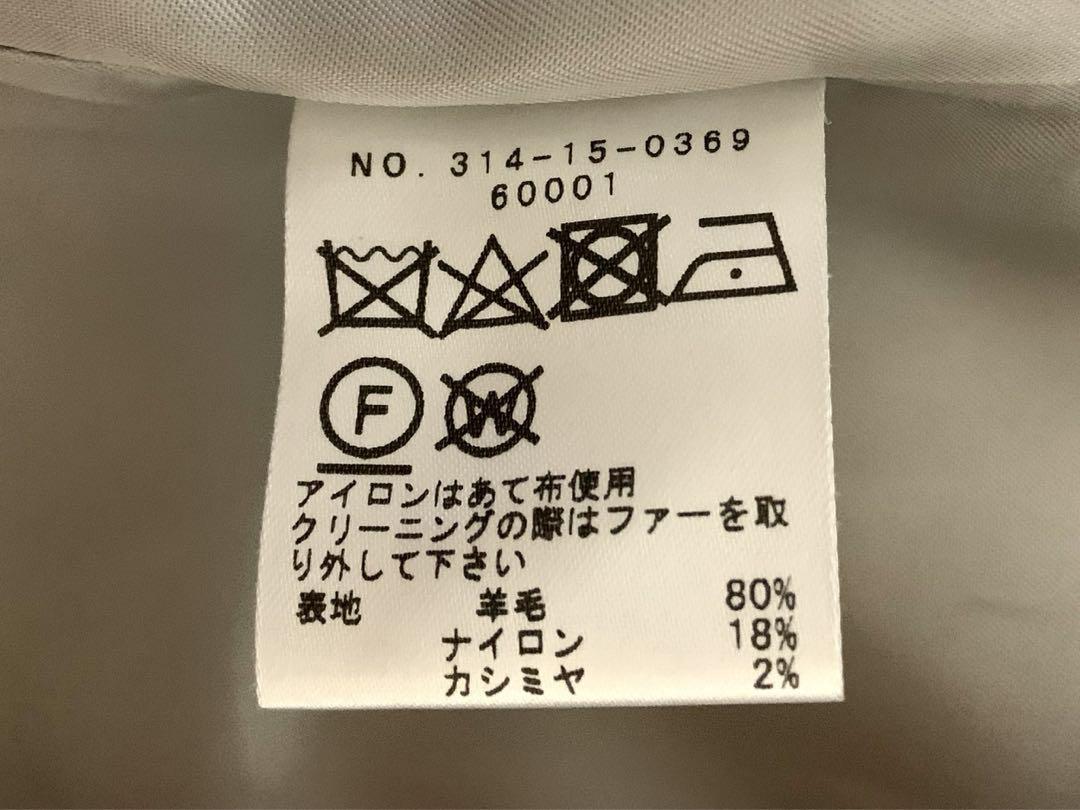 NO. 314-15-0369
60001
F W
アイロンはあて布使用
クリーニングの際はファーを取
り外して下さい
表地 羊毛 80%
ナイロン 18%
カシミヤ 2%